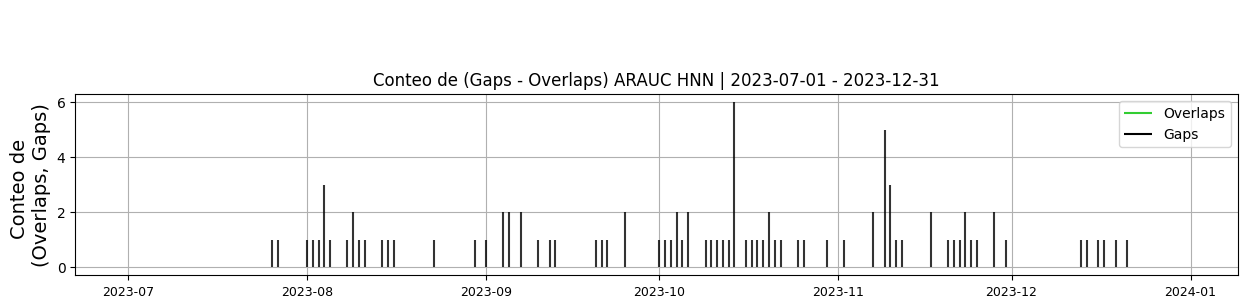 Conteo de (Gaps - Overlaps) ARAUC HNN | 2023-07-01 - 2023-12-31
Conteo de
(Overlaps, Gaps)
6
4
2
0
Overlaps
Gaps
2023-07
2023-08
2023-09
2023-10
2023-11
2023-12
2024-01